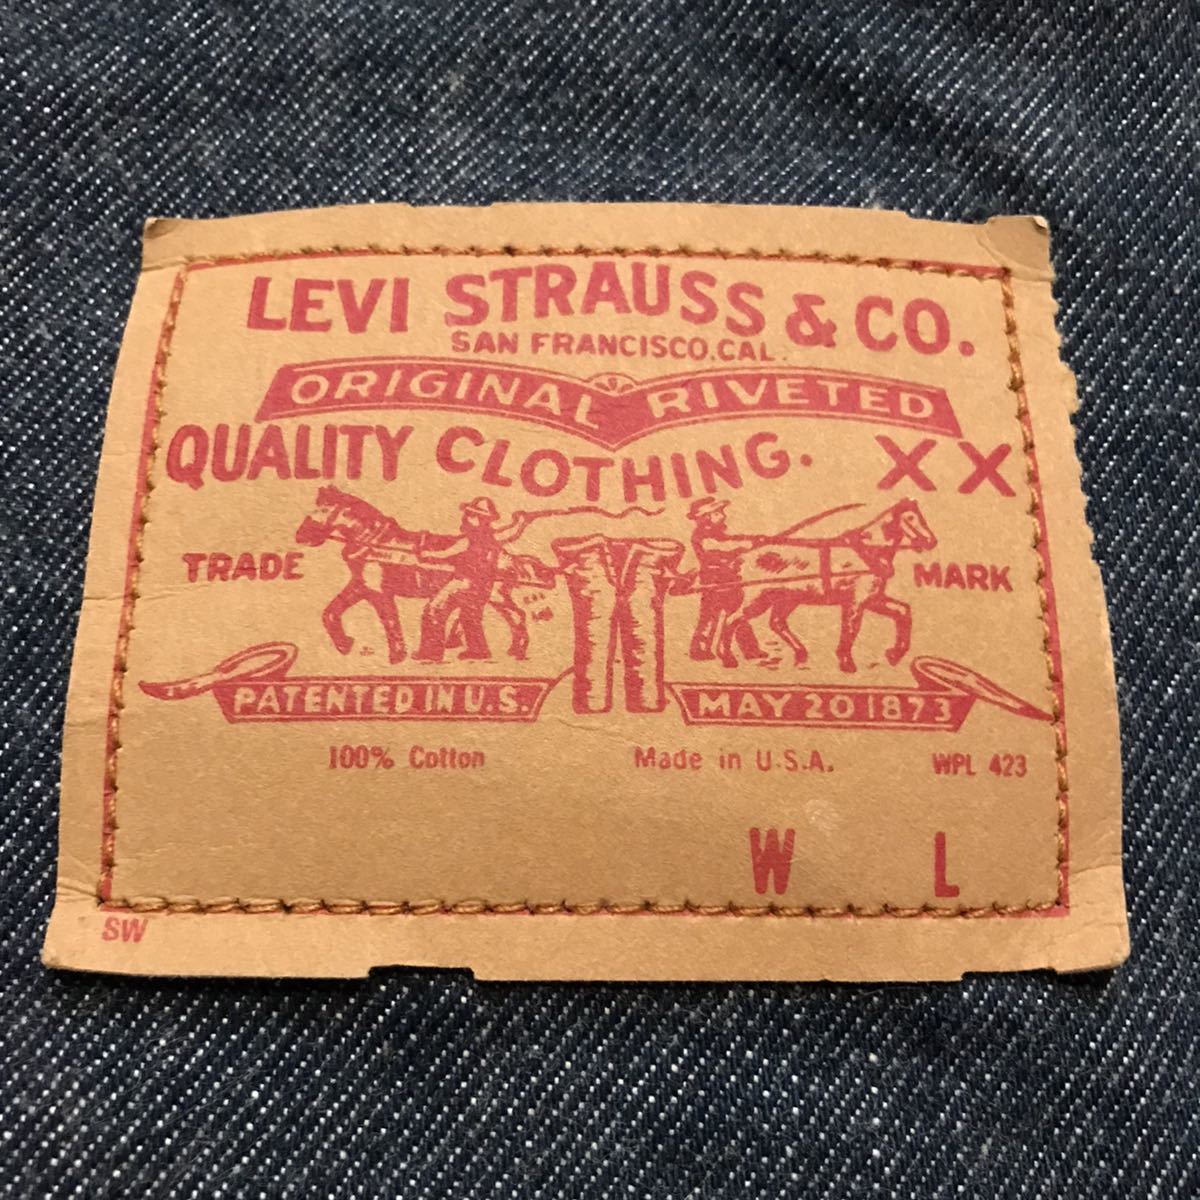 LEVI STRAUSS & CO.
SAN FRANCISCO, CAL.
ORIGINAL RIVETED
QUALITY CLOTHING. XX
TRADE MARK
PATENTED IN U.S. MAY 20 1873
100% Cotton Made in U.S.A. WPL 423
W L
SW